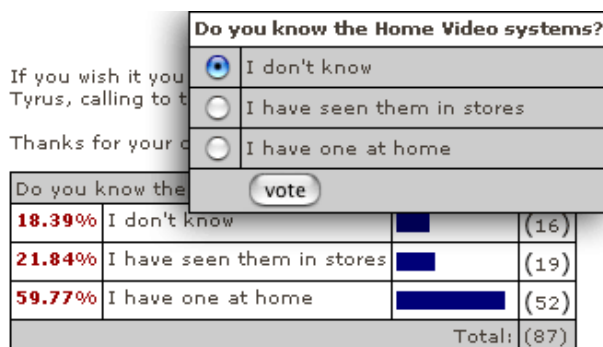 Do you know the Home Video systems?
I don't know
I have seen them in stores
I have one at home
vote
If you wish it you
Tyrus, calling to t
Thanks for your
Do you know the
18.39% I don't know (16)
21.84% I have seen them in stores (19)
59.77% I have one at home (52)
Total: (87)